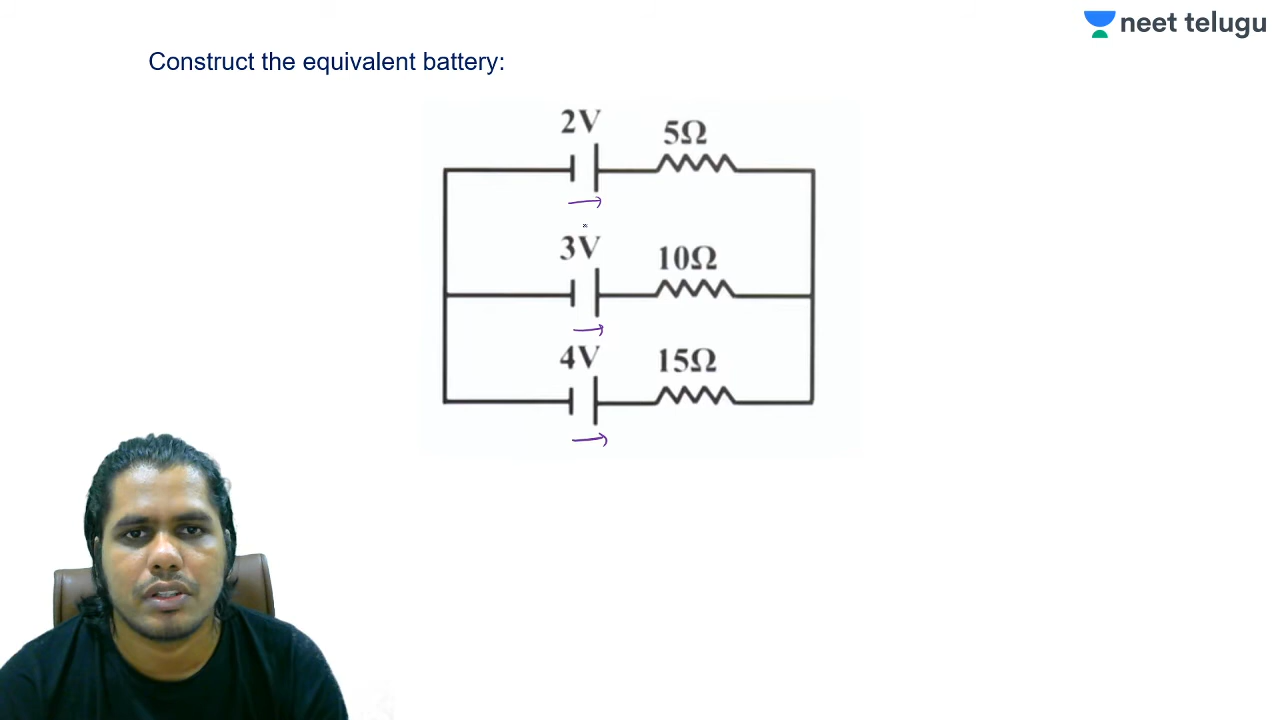 neet telugu
Construct the equivalent battery:
2V 5Ω
3V 10Ω
4V 15Ω